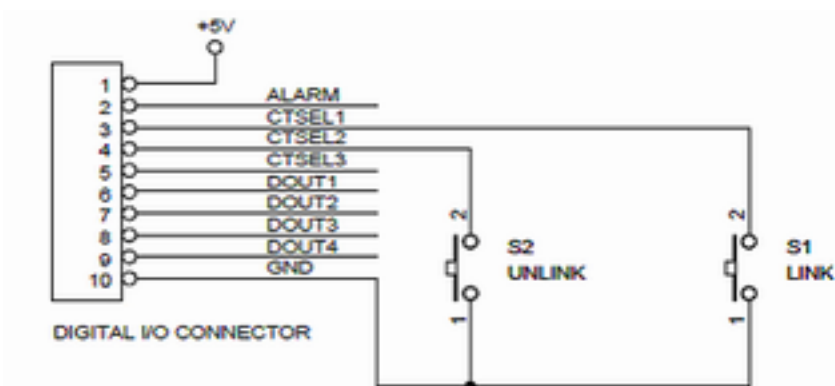 +5V
1
2 ALARM
3 CTSEL1
4 CTSEL2
5 CTSEL3
6 DOUT1
7 DOUT2
8 DOUT3
9 DOUT4
10 GND
2
S2
UNLINK
1
2
S1
LINK
1
DIGITAL I/O CONNECTOR